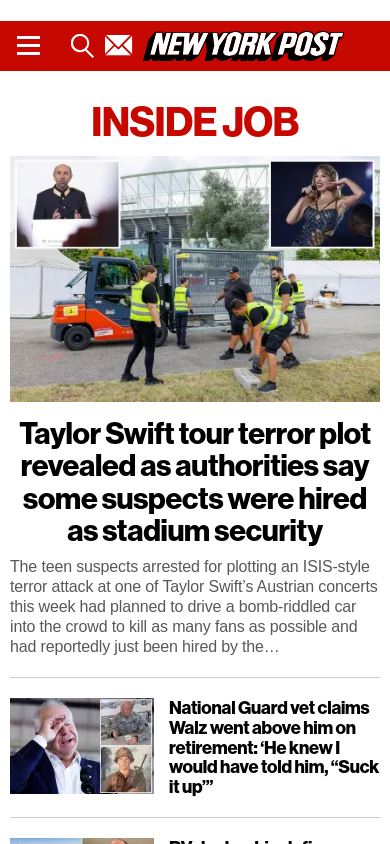 NEW YORK POST
INSIDE JOB
Taylor Swift tour terror plot
revealed as authorities say
some suspects were hired
as stadium security
The teen suspects arrested for plotting an ISIS-style
terror attack at one of Taylor Swift’s Austrian concerts
this week had planned to drive a bomb-riddled car
into the crowd to kill as many fans as possible and
had reportedly just been hired by the…
National Guard vet claims
Walz went above him on
retirement: ‘He knew I
would have told him, “Suck
it up”’